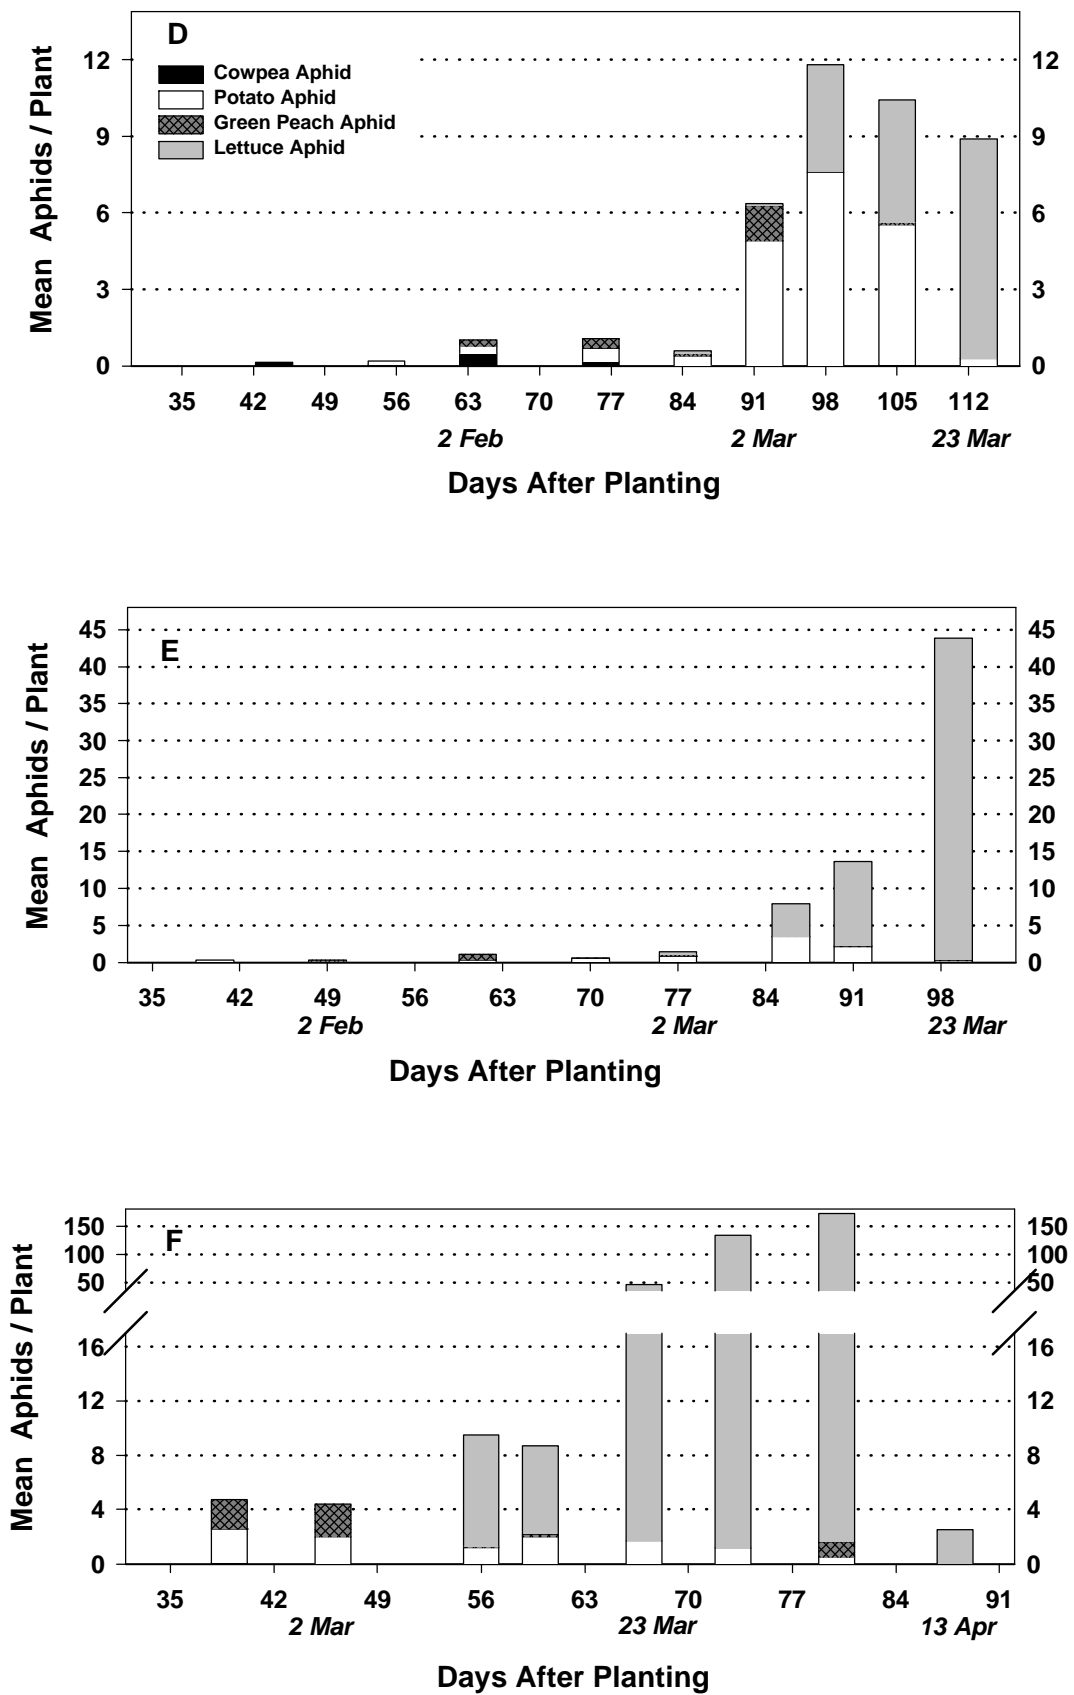 D
Cowpea Aphid
Potato Aphid
Green Peach Aphid
Lettuce Aphid
Mean Aphids / Plant
12 12
9 9
6 6
3 3
0 0
35 42 49 56 63 70 77 84 91 98 105 112
2 Feb 2 Mar 23 Mar
Days After Planting
E
Mean Aphids / Plant
45 45
40 40
35 35
30 30
25 25
20 20
15 15
10 10
5 5
0 0
35 42 49 56 63 70 77 84 91 98
2 Feb 2 Mar 23 Mar
Days After Planting
F
Mean Aphids / Plant
150 150
100 100
50 50
16 16
12 12
8 8
4 4
0 0
35 42 49 56 63 70 77 84 91
2 Mar 23 Mar 13 Apr
Days After Planting